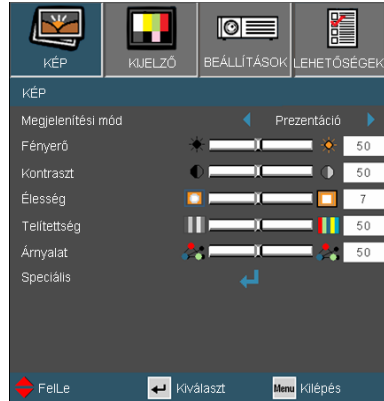 KÉP KIJELZŐ BEÁLLÍTÁSOK LEHETŐSÉGEK
KÉP
Megjelenítési mód Prezentáció
Fényerő 50
Kontraszt 50
Élesség 7
Telítettség 50
Árnyalat 50
Speciális
FelLe Kiválaszt Menu Kilépés